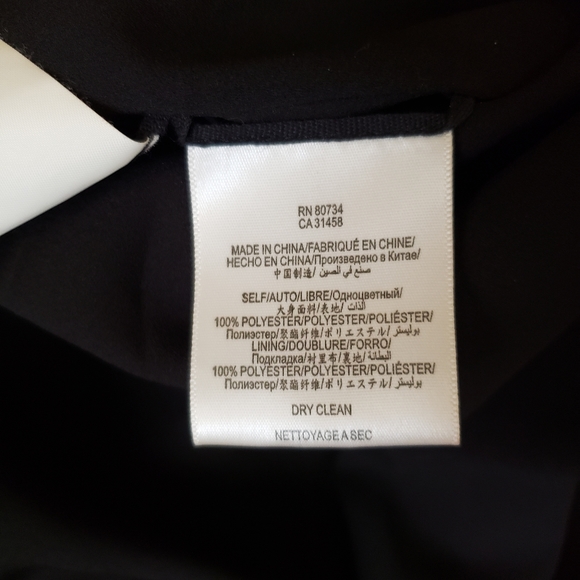 RN 80734
CA 31458
MADE IN CHINA/FABRIQUÉ EN CHINE/
HECHO EN CHINA/Произведено в Китае/
中国制造/ صنع في الصين/
SELF/AUTO/LIBRE/Одноцветный/
大身面料/表地/ الذات/
100% POLYESTER/POLYESTER/POLIÉSTER/
Полиэстер/聚酯纤维/ポリエステル/ بوليستر/
LINING/DOUBLURE/FORRO/
Подкладка/衬里布/裏地/ البطانة/
100% POLYESTER/POLYESTER/POLIÉSTER/
Полиэстер/聚酯纤维/ポリエステル/ بوليستر/
DRY CLEAN
NETTOYAGE A SEC